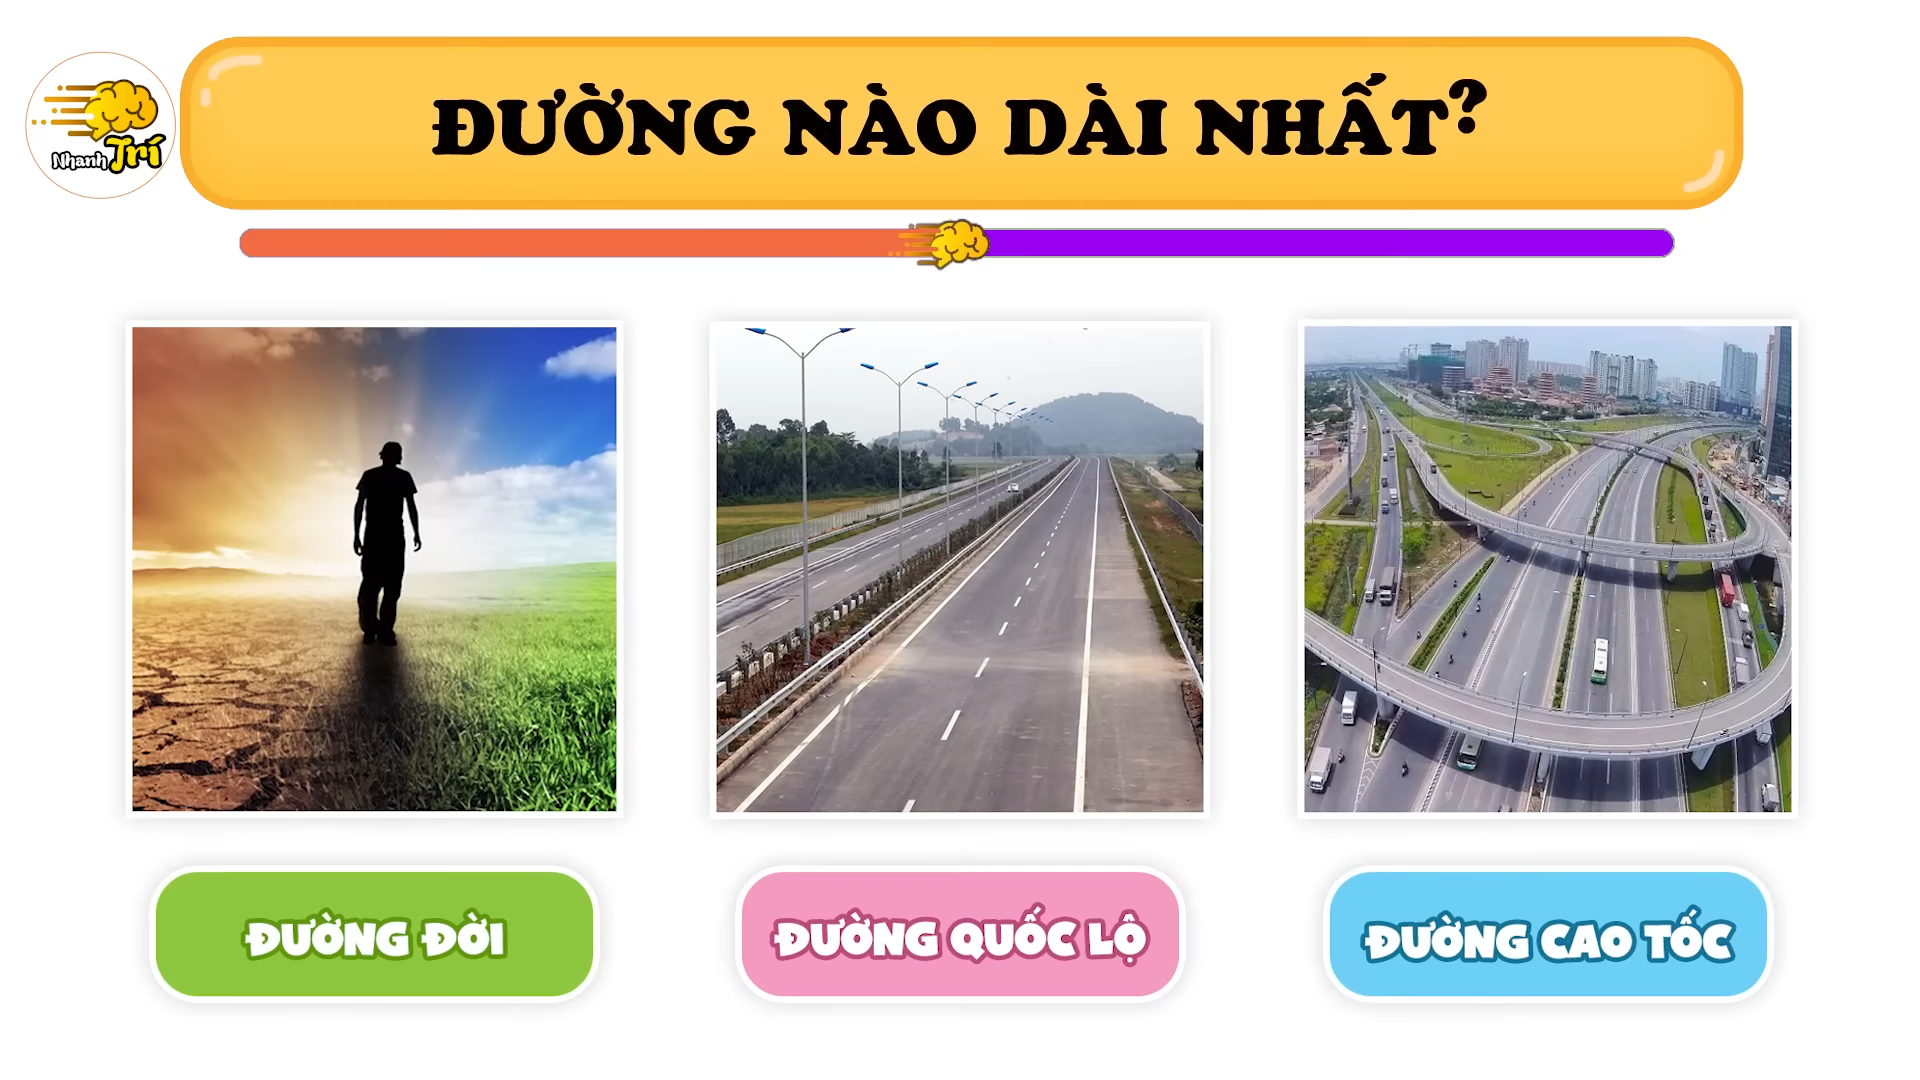 Nhanh Trí
ĐƯỜNG NÀO DÀI NHẤT?
ĐƯỜNG ĐỜI
ĐƯỜNG QUỐC LỘ
ĐƯỜNG CAO TỐC